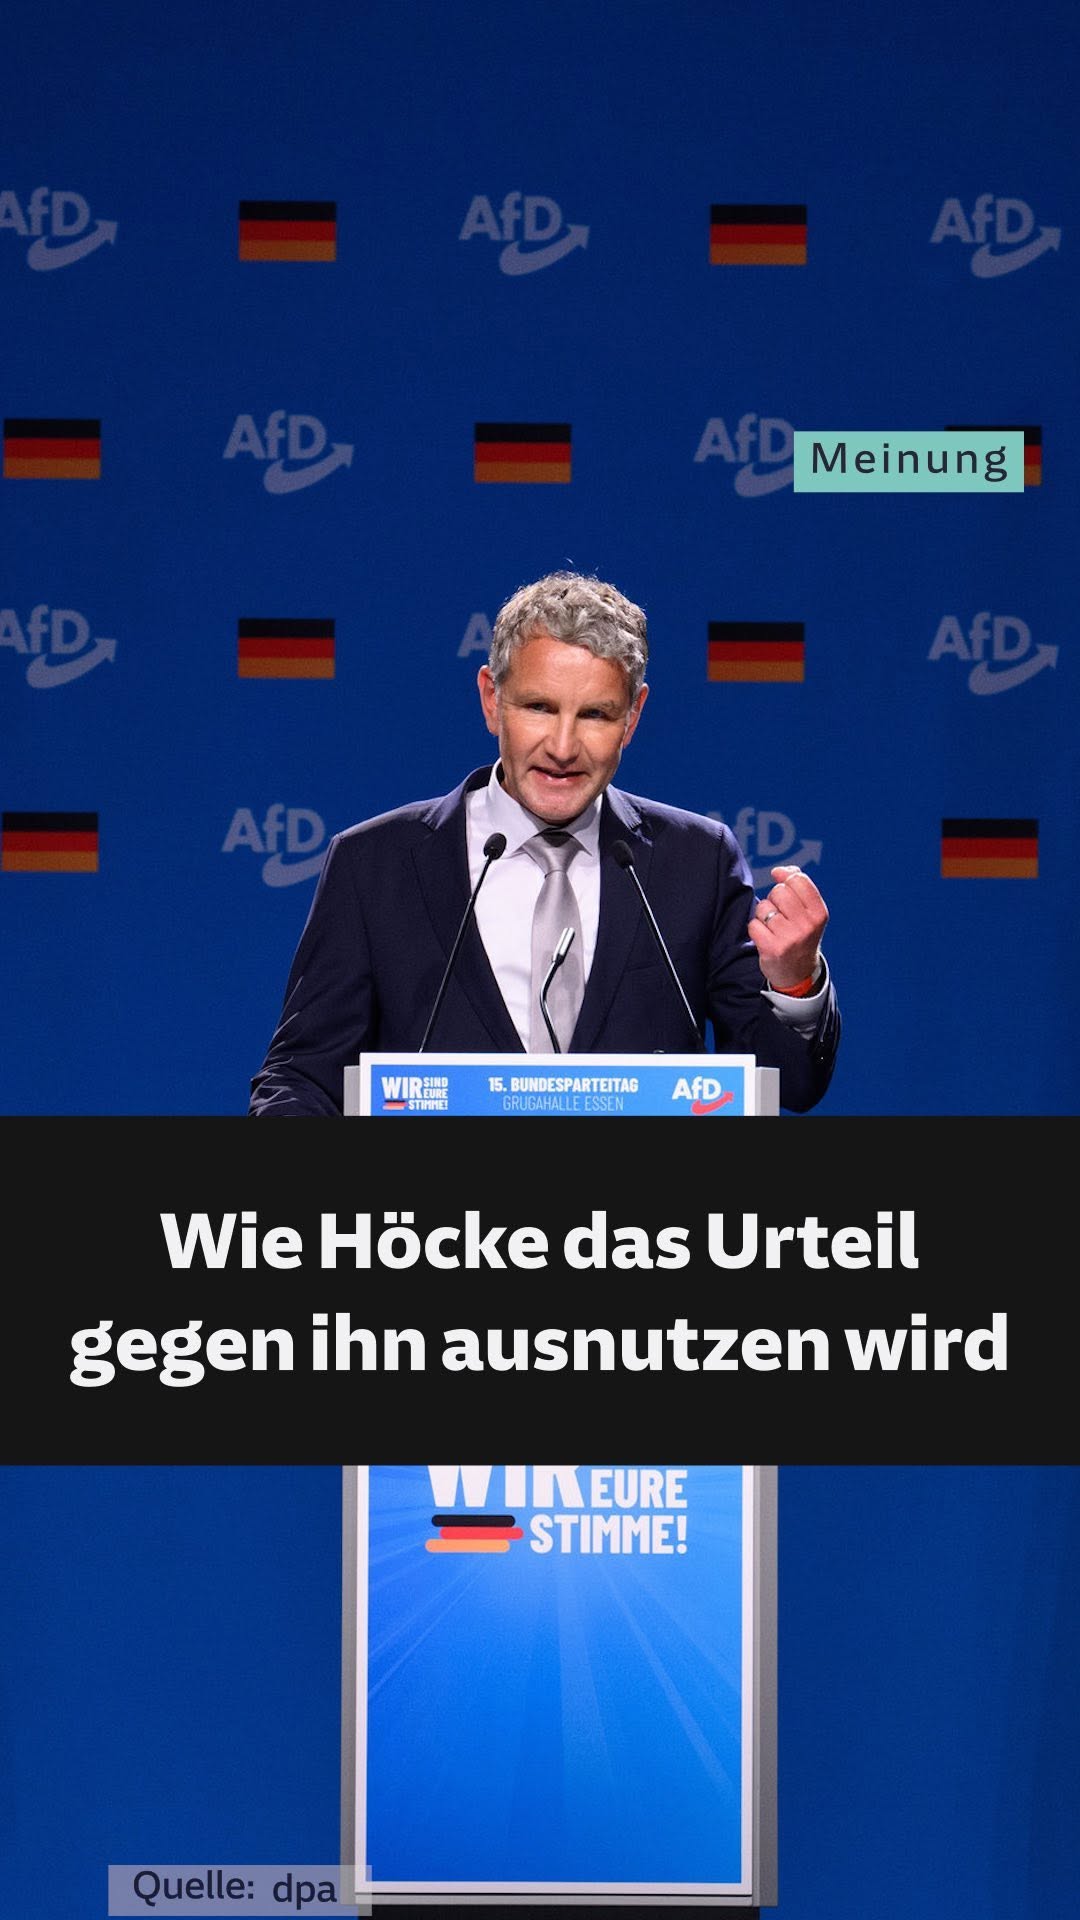 AfD
AfD
AfD
AfD
AfD
Meinung
AfD
AfD
AfD
WIR SIND EURE STIMME!
15. BUNDESPARTEITAG
GRUGAHALLE ESSEN
AfD
Wie Höcke das Urteil
gegen ihn ausnutzen wird
WIR EURE
STIMME!
Quelle: dpa